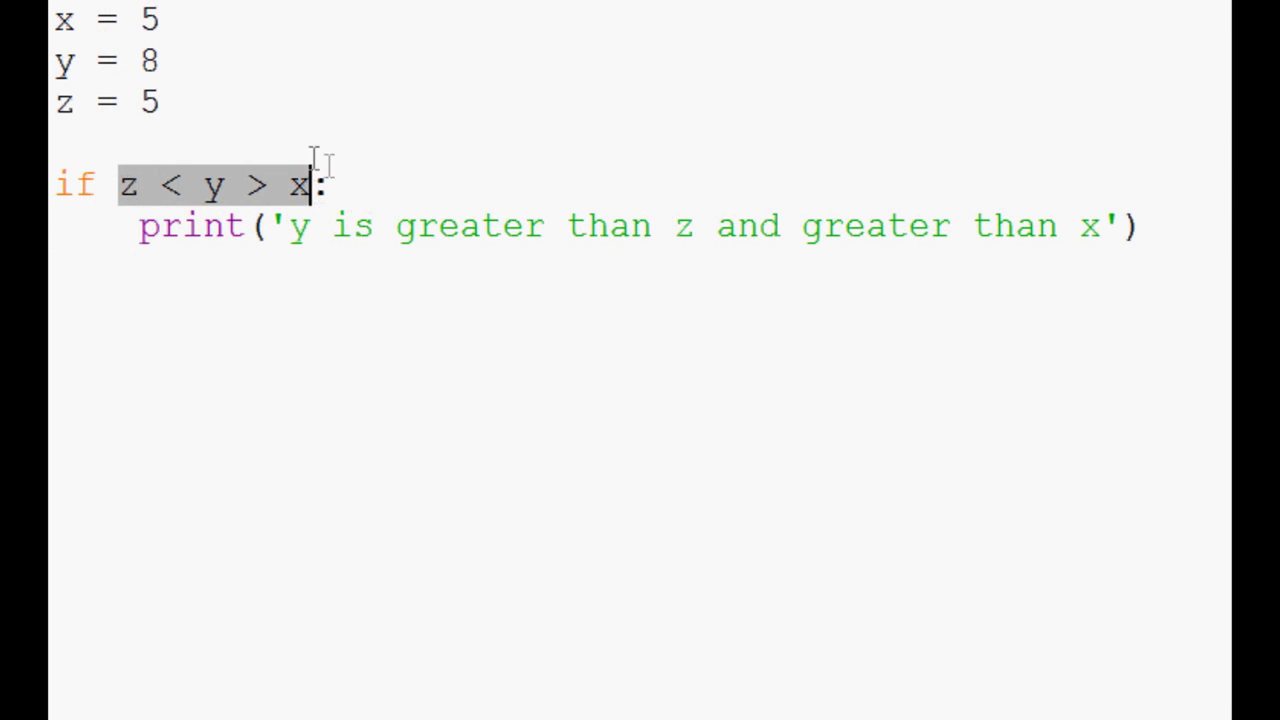 x = 5
y = 8
z = 5
if z < y > x:
print('y is greater than z and greater than x')